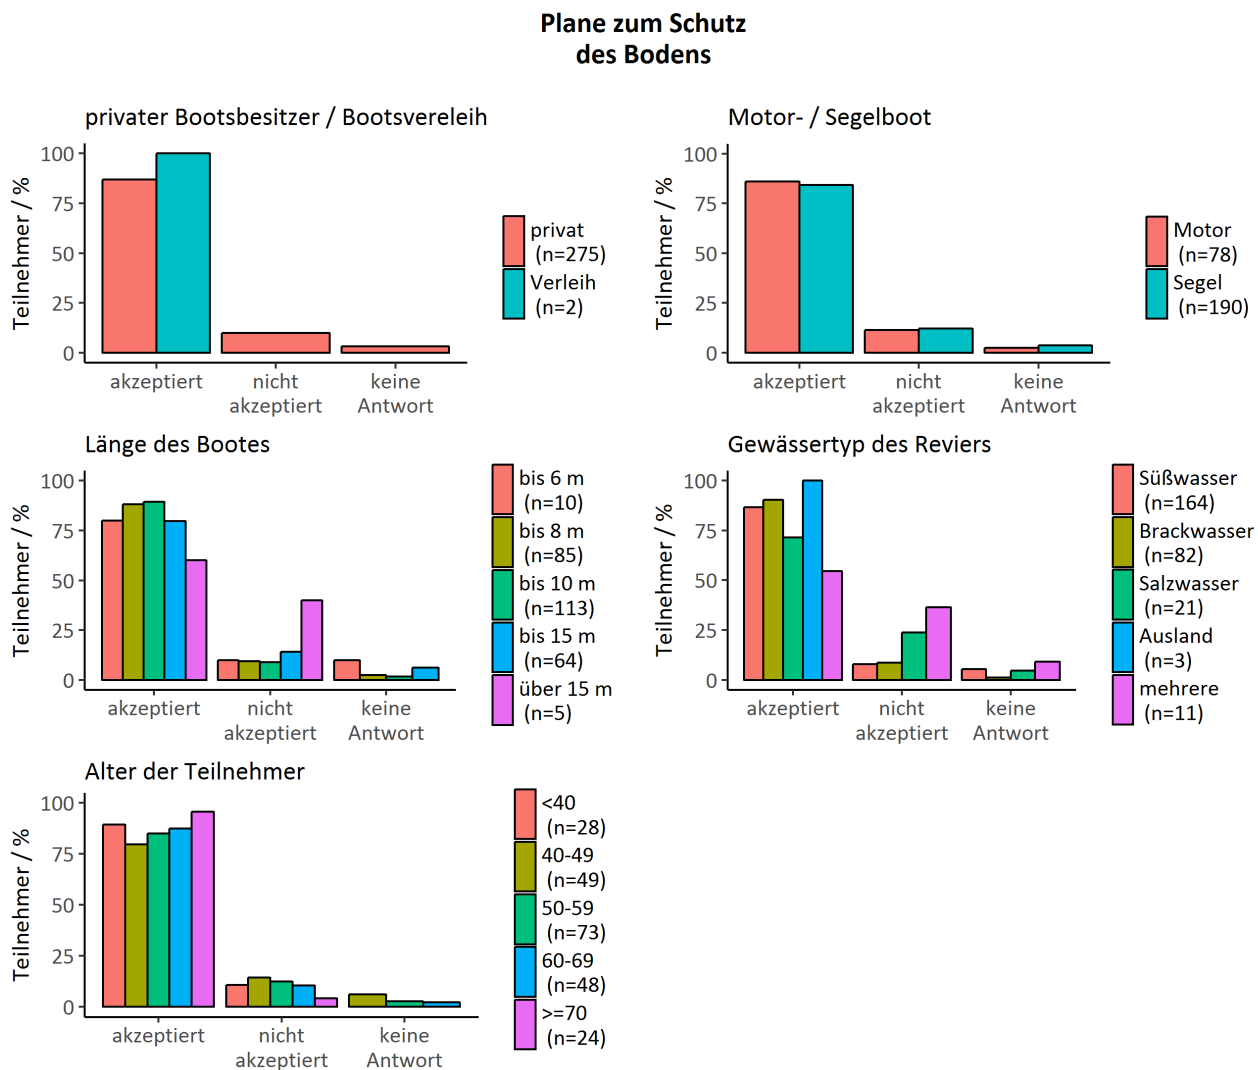 Plane zum Schutz
des Bodens
privater Bootsbesitzer / Bootsvereleih
Teilnehmer / %
100
75
50
25
0
akzeptiert
nicht
akzeptiert
keine
Antwort
privat
(n=275)
Verleih
(n=2)
Motor- / Segelboot
Teilnehmer / %
100
75
50
25
0
akzeptiert
nicht
akzeptiert
keine
Antwort
Motor
(n=78)
Segel
(n=190)
Länge des Bootes
Teilnehmer / %
100
75
50
25
0
akzeptiert
nicht
akzeptiert
keine
Antwort
bis 6 m
(n=10)
bis 8 m
(n=85)
bis 10 m
(n=113)
bis 15 m
(n=64)
über 15 m
(n=5)
Gewässertyp des Reviers
Teilnehmer / %
100
75
50
25
0
akzeptiert
nicht
akzeptiert
keine
Antwort
Süßwasser
(n=164)
Brackwasser
(n=82)
Salzwasser
(n=21)
Ausland
(n=3)
mehrere
(n=11)
Alter der Teilnehmer
Teilnehmer / %
100
75
50
25
0
akzeptiert
nicht
akzeptiert
keine
Antwort
<40
(n=28)
40-49
(n=49)
50-59
(n=73)
60-69
(n=48)
>=70
(n=24)